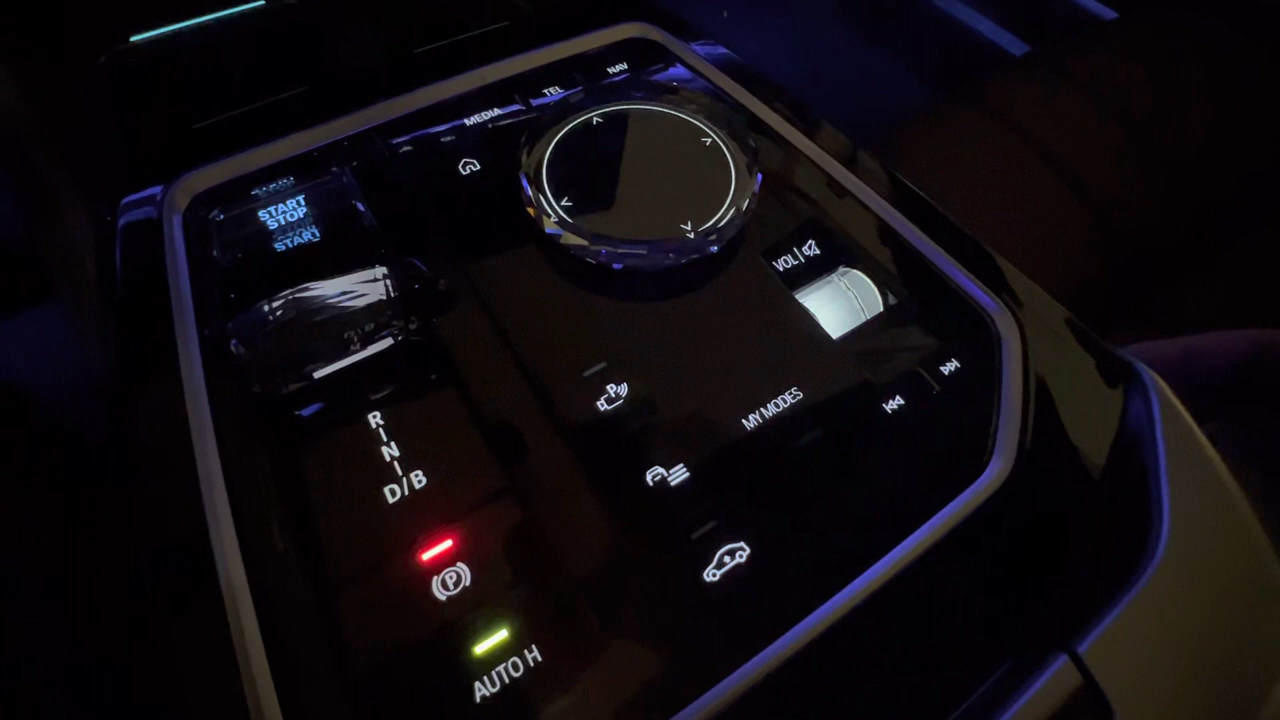 NAV
TEL
MEDIA
START
STOP
START
VOL
R
N
D/B
P
MY MODES
P
AUTO H